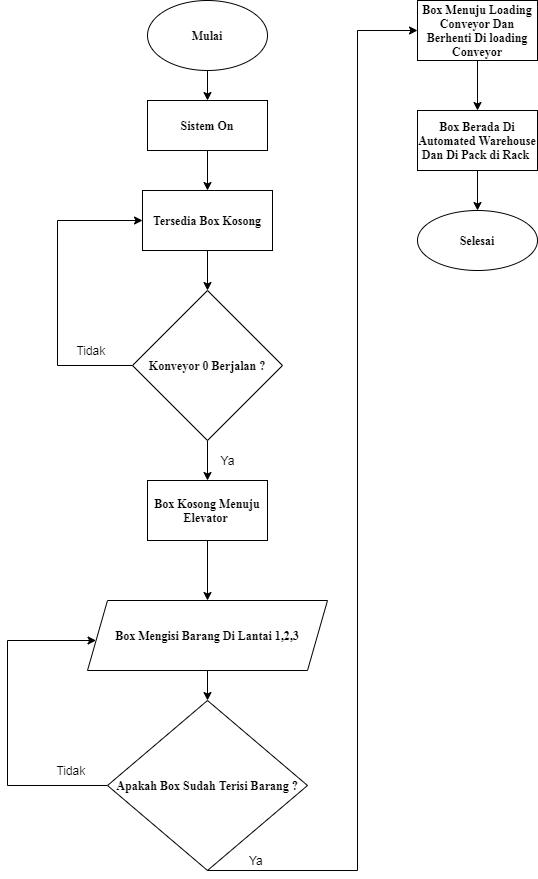 Mulai
Sistem On
Tersedia Box Kosong
Tidak
Konveyor 0 Berjalan ?
Ya
Box Kosong Menuju
Elevator
Box Mengisi Barang Di Lantai 1,2,3
Tidak
Apakah Box Sudah Terisi Barang ?
Ya
Box Menuju Loading
Conveyor Dan
Berhenti Di loading
Conveyor
Box Berada Di
Automated Warehouse
Dan Di Pack di Rack
Selesai